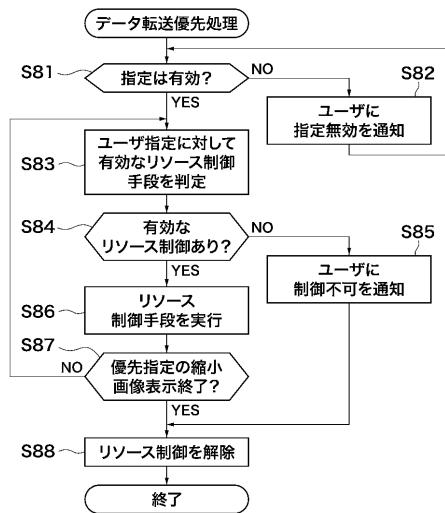 データ転送優先処理
S81
指定は有効？
NO
S82
YES
ユーザに
指定無効を通知
S83
ユーザ指定に対して
有効なリソース制御
手段を判定
S84
有効な
リソース制御あり？
NO
S85
YES
ユーザに
制御不可を通知
S86
リソース
制御手段を実行
S87
NO
優先指定の縮小
画像表示終了？
YES
S88
リソース制御を解除
終了